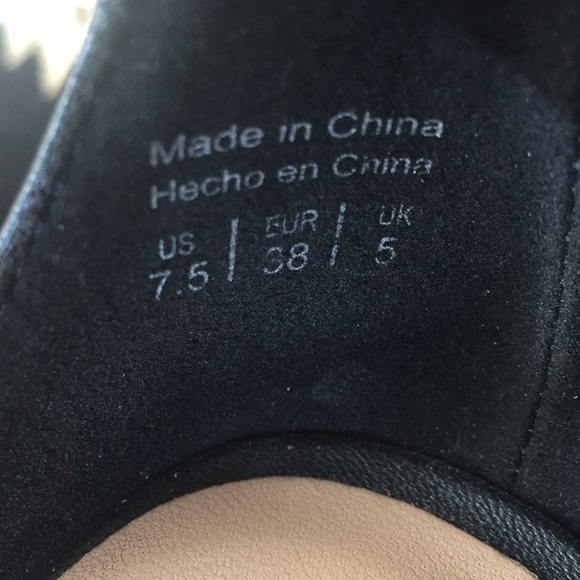 Made in China
Hecho en China
US | EUR | UK
7.5 | 38 | 5